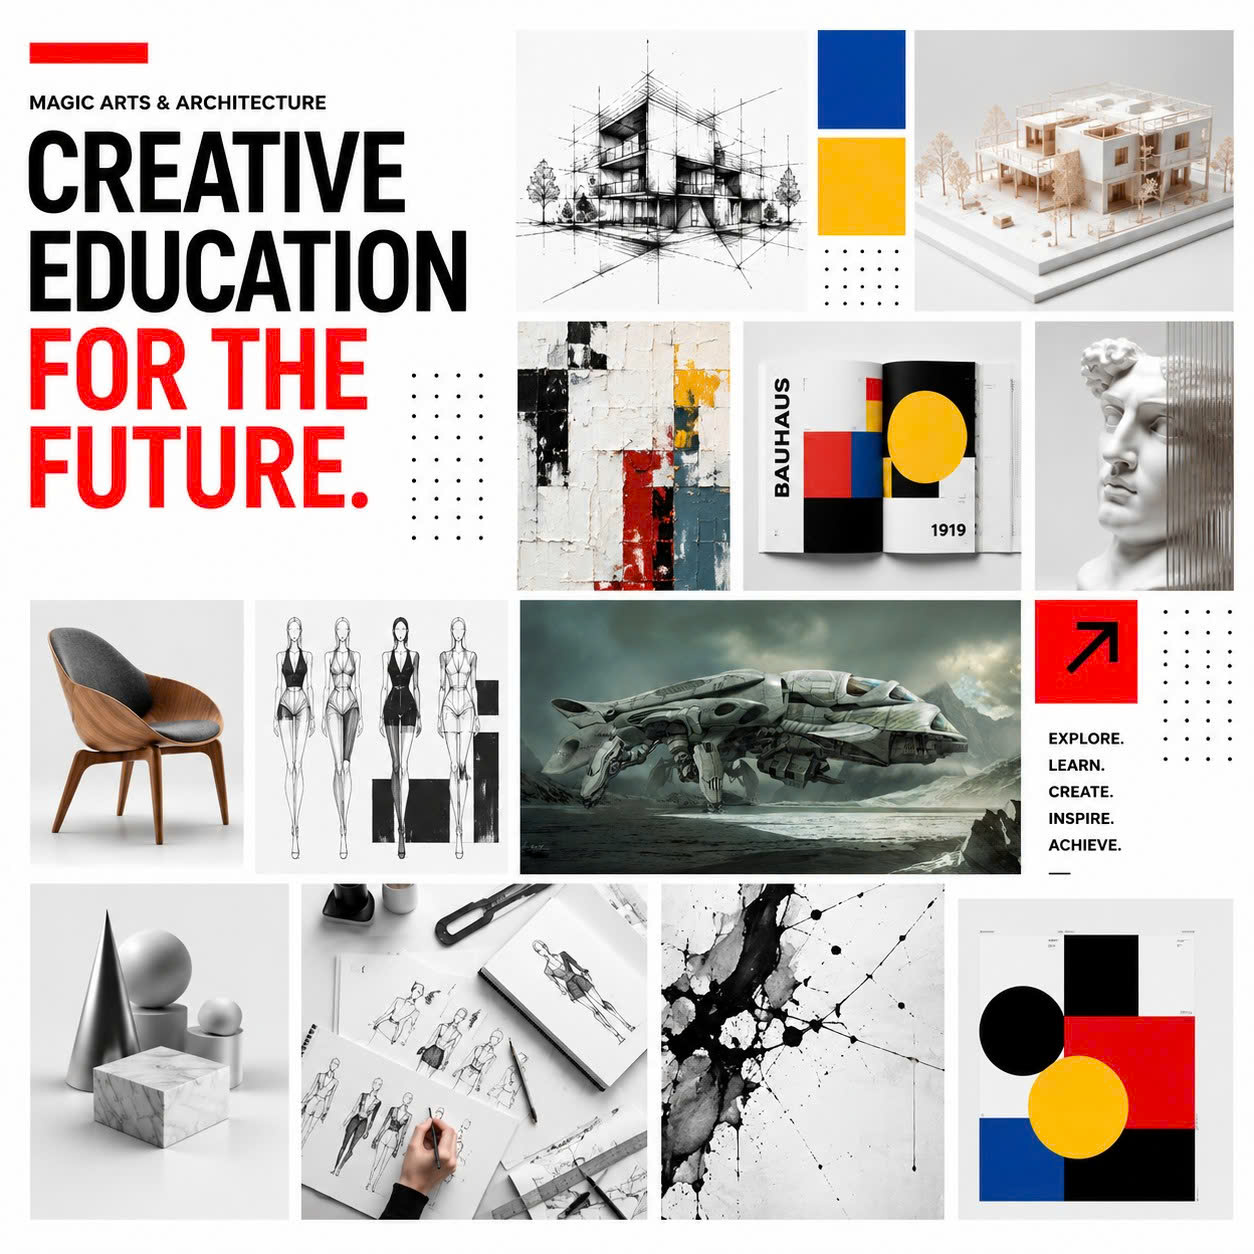 MAGIC ARTS & ARCHITECTURE
CREATIVE
EDUCATION
FOR THE
FUTURE.
BAUHAUS
1919
EXPLORE.
LEARN.
CREATE.
INSPIRE.
ACHIEVE.